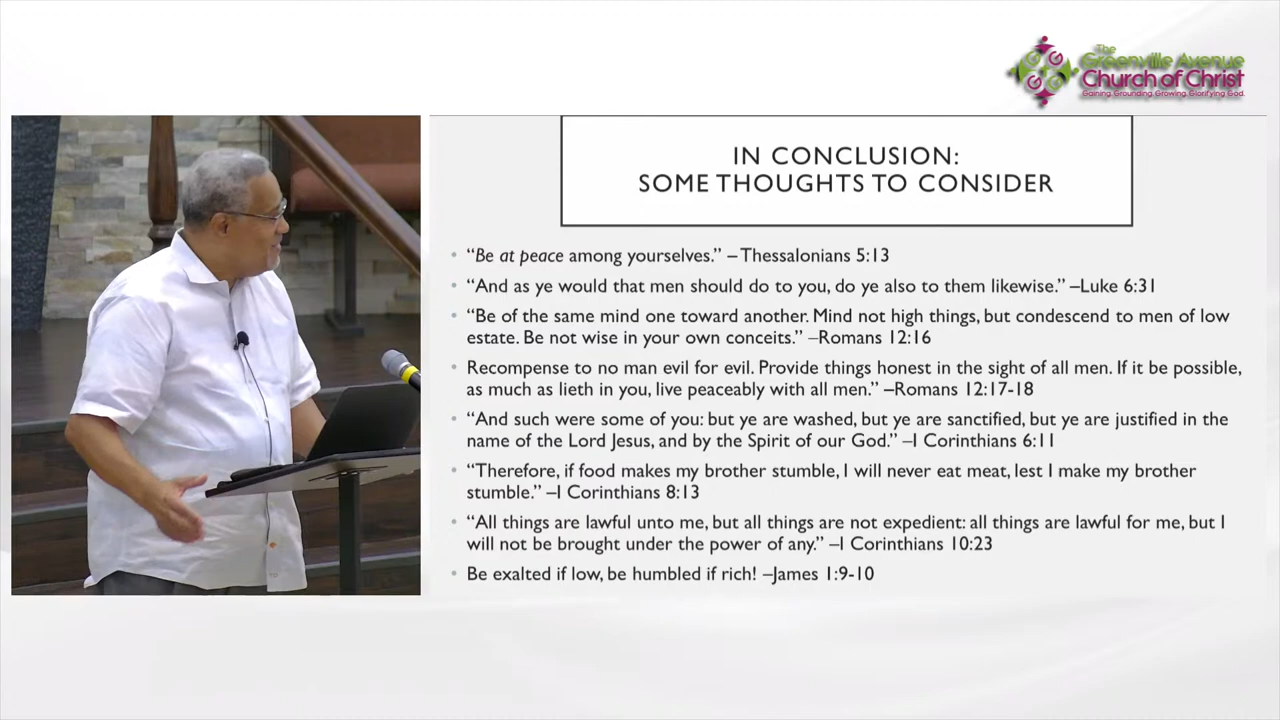 The
Greenville Avenue
Church of Christ
Gaining. Grounding. Growing. Glorifying God.
IN CONCLUSION:
SOME THOUGHTS TO CONSIDER
• “Be at peace among yourselves.” – Thessalonians 5:13
• “And as ye would that men should do to you, do ye also to them likewise.” –Luke 6:31
• “Be of the same mind one toward another. Mind not high things, but condescend to men of low
estate. Be not wise in your own conceits.” –Romans 12:16
• Recompense to no man evil for evil. Provide things honest in the sight of all men. If it be possible,
as much as lieth in you, live peaceably with all men.” –Romans 12:17-18
• “And such were some of you: but ye are washed, but ye are sanctified, but ye are justified in the
name of the Lord Jesus, and by the Spirit of our God.” –I Corinthians 6:11
• “Therefore, if food makes my brother stumble, I will never eat meat, lest I make my brother
stumble.” –I Corinthians 8:13
• “All things are lawful unto me, but all things are not expedient: all things are lawful for me, but I
will not be brought under the power of any.” –I Corinthians 10:23
• Be exalted if low, be humbled if rich! –James 1:9-10